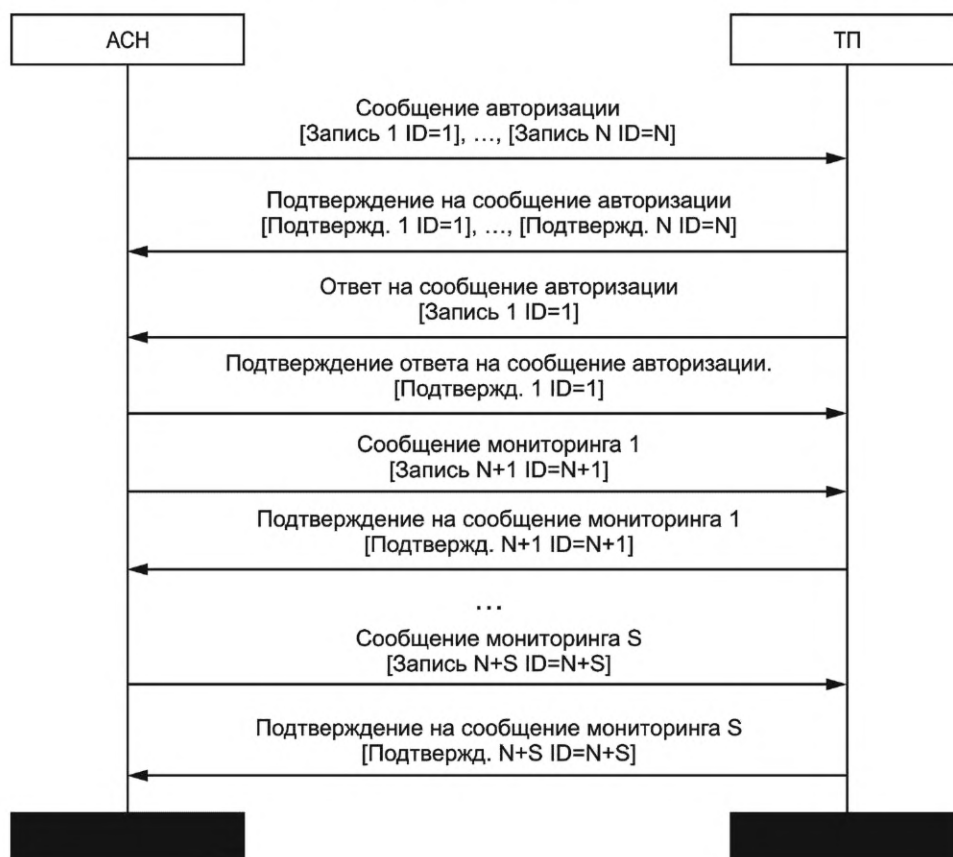 АСН
ТП
Сообщение авторизации
[Запись 1 ID=1], ..., [Запись N ID=N]
Подтверждение на сообщение авторизации
[Подтвержд. 1 ID=1], ..., [Подтвержд. N ID=N]
Ответ на сообщение авторизации
[Запись 1 ID=1]
Подтверждение ответа на сообщение авторизации.
[Подтвержд. 1 ID=1]
Сообщение мониторинга 1
[Запись N+1 ID=N+1]
Подтверждение на сообщение мониторинга 1
[Подтвержд. N+1 ID=N+1]
...
Сообщение мониторинга S
[Запись N+S ID=N+S]
Подтверждение на сообщение мониторинга S
[Подтвержд. N+S ID=N+S]